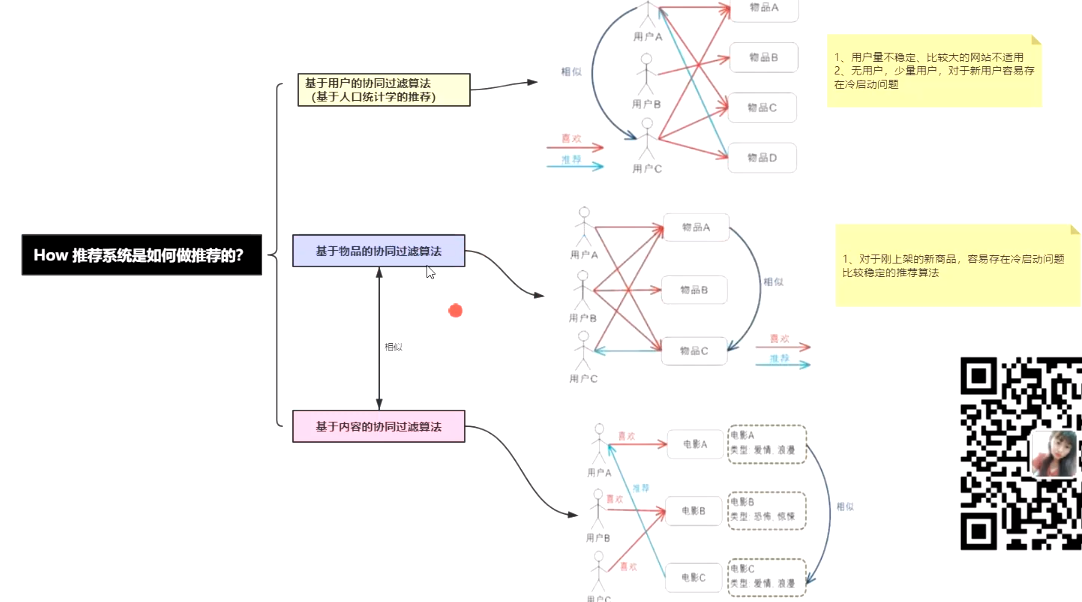 How 推荐系统是如何做推荐的?
基于用户的协同过滤算法
(基于人口统计学的推荐)
相似
用户A
用户B
用户C
物品A
物品B
物品C
物品D
喜欢
推荐
1、用户量不稳定、比较大的网站不适用
2、无用户，少量用户，对于新用户容易存
在冷启动问题
基于物品的协同过滤算法
用户A
用户B
用户C
物品A
物品B
物品C
相似
喜欢
推荐
1、对于刚上架的新商品，容易存在冷启动问题
比较稳定的推荐算法
相似
基于内容的协同过滤算法
用户A
用户B
用户C
喜欢
推荐
喜欢
喜欢
电影A
电影B
电影C
电影A
类型: 爱情, 浪漫
电影B
类型: 恐怖, 惊悚
电影C
类型: 爱情, 浪漫
相似